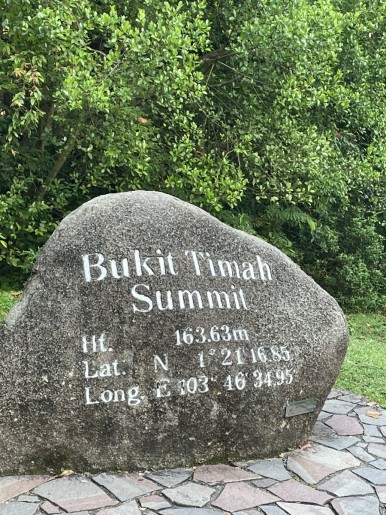 Bukit Timah
Summit
Ht. 163.63m
Lat. N 1° 21' 16.85
Long. E 103° 46' 34.95